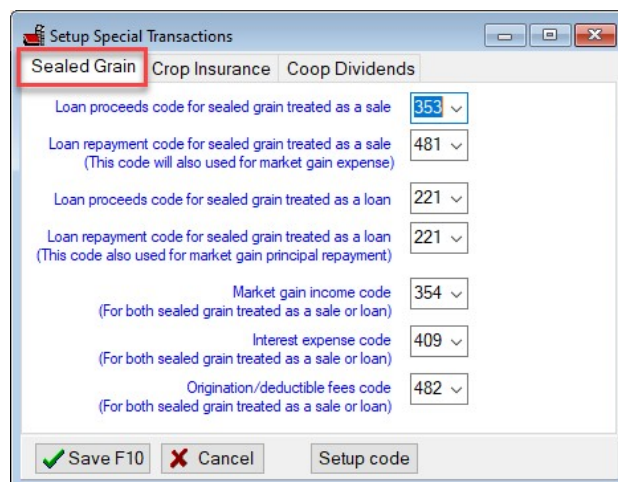 Setup Special Transactions
Sealed Grain Crop Insurance Coop Dividends
Loan proceeds code for sealed grain treated as a sale 353
Loan repayment code for sealed grain treated as a sale 481
(This code will also used for market gain expense)
Loan proceeds code for sealed grain treated as a loan 221
Loan repayment code for sealed grain treated as a loan 221
(This code also used for market gain principal repayment)
Market gain income code 354
(For both sealed grain treated as a sale or loan)
Interest expense code 409
(For both sealed grain treated as a sale or loan)
Origination/deductible fees code 482
(For both sealed grain treated as a sale or loan)
Save F10 Cancel Setup code